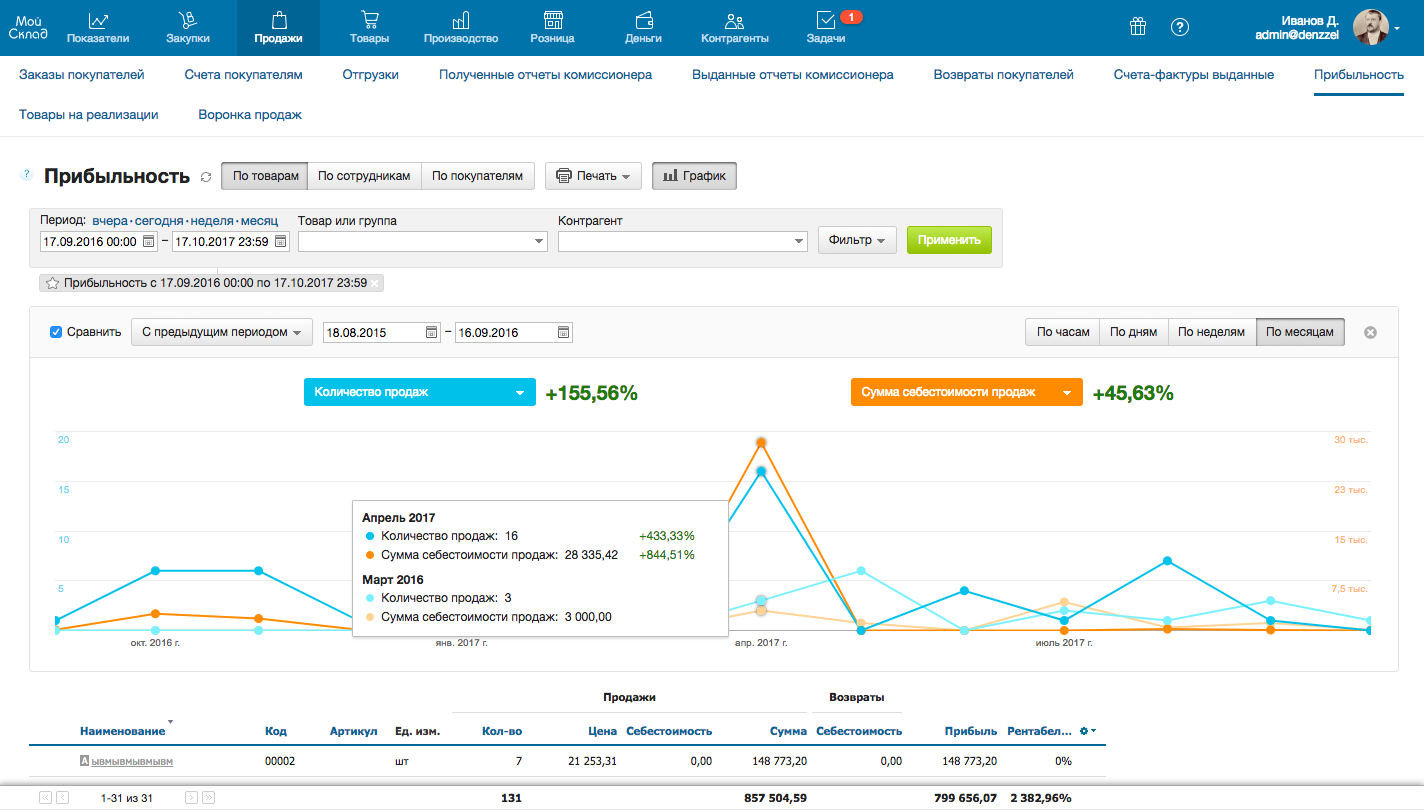 Мой
Склад
Показатели
Закупки
Продажи
Товары
Производство
Розница
Деньги
Контрагенты
Задачи
1
?
Иванов Д.
admin@denzzel
Заказы покупателей
Счета покупателям
Отгрузки
Полученные отчеты комиссионера
Выданные отчеты комиссионера
Возвраты покупателей
Счета-фактуры выданные
Прибыльность
Товары на реализации
Воронка продаж
? Прибыльность
По товарам
По сотрудникам
По покупателям
Печать
График
Период: вчера·сегодня·неделя·месяц
Товар или группа
Контрагент
17.09.2016 00:00 – 17.10.2017 23:59
Фильтр
Применить
Прибыльность с 17.09.2016 00:00 по 17.10.2017 23:59
Сравнить
С предыдущим периодом
18.08.2015 – 16.09.2016
По часам
По дням
По неделям
По месяцам
Количество продаж
+155,56%
Сумма себестоимости продаж
+45,63%
20
30 тыс.
15
23 тыс.
10
15 тыс.
5
7,5 тыс.
Апрель 2017
Количество продаж: 16 +433,33%
Сумма себестоимости продаж: 28 335,42 +844,51%
Март 2016
Количество продаж: 3
Сумма себестоимости продаж: 3 000,00
окт. 2016 г.
янв. 2017 г.
апр. 2017 г.
июль 2017 г.
Продажи
Возвраты
Наименование
Код
Артикул
Ед. изм.
Кол-во
Цена
Себестоимость
Сумма
Себестоимость
Прибыль
Рентабел...
А ывмывмывмывм
00002
шт
7
21 253,31
0,00
148 773,20
0,00
148 773,20
0%
1-31 из 31
131
857 504,59
799 656,07
2 382,96%